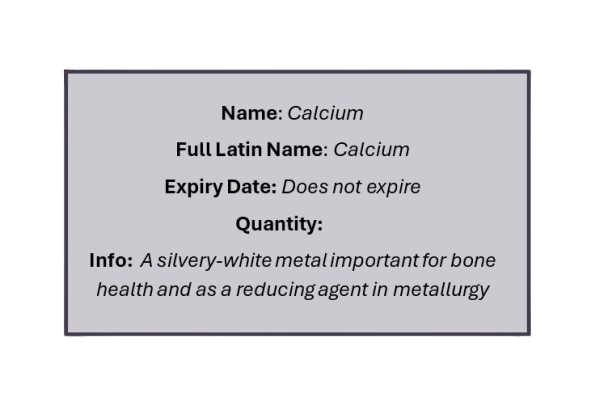 Name: Calcium
Full Latin Name: Calcium
Expiry Date: Does not expire
Quantity:
Info: A silvery-white metal important for bone
health and as a reducing agent in metallurgy